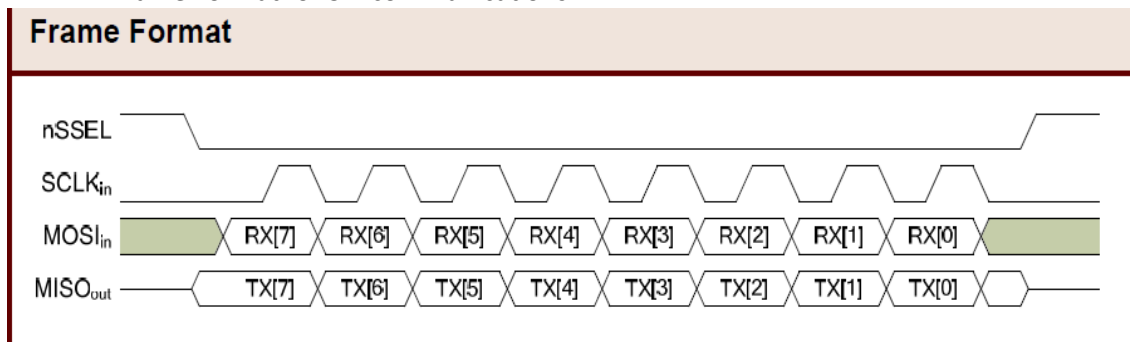 Frame Format
nSSEL
SCLKin
MOSIin RX[7] RX[6] RX[5] RX[4] RX[3] RX[2] RX[1] RX[0]
MISOout TX[7] TX[6] TX[5] TX[4] TX[3] TX[2] TX[1] TX[0]